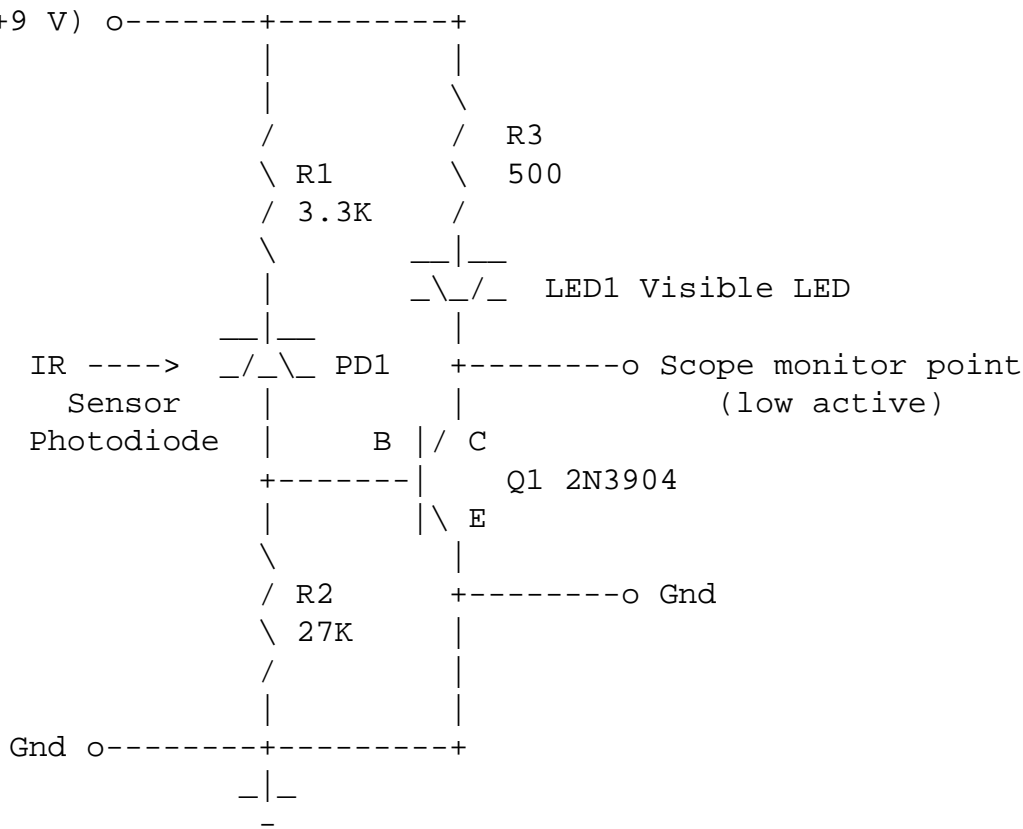 +9 V) o-------+---------+
R3
R1 500
3.3K
LED1 Visible LED
IR ----> PD1 +--------o Scope monitor point
Sensor (low active)
Photodiode B C
Q1 2N3904
E
R2 +--------o Gnd
27K
Gnd o--------+---------+